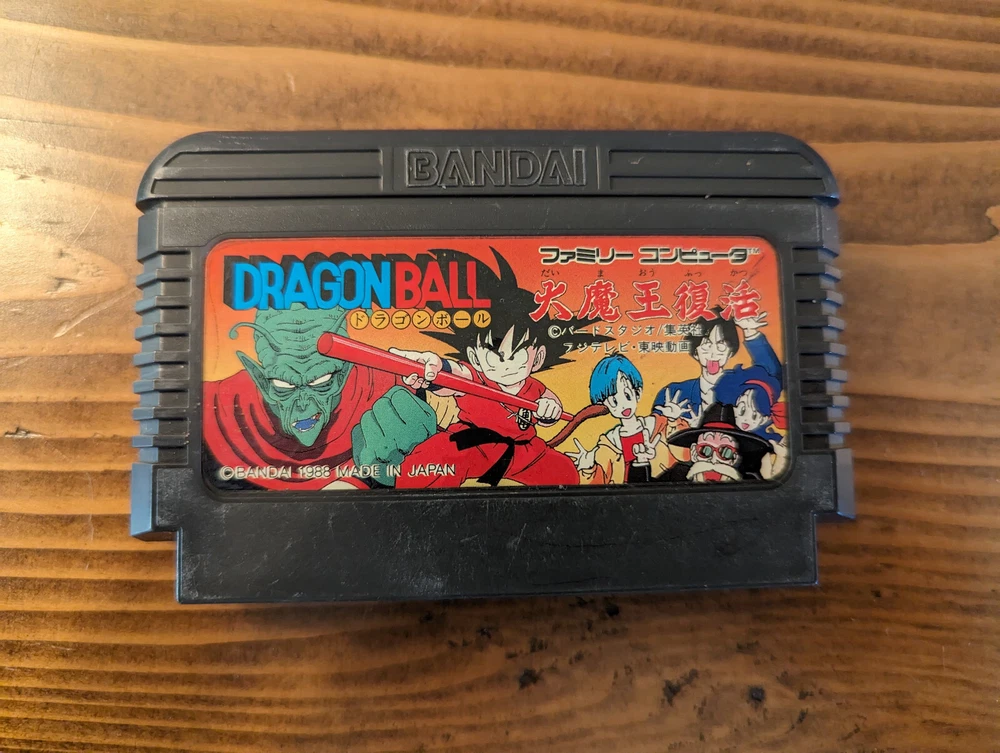 BANDAI
DRAGON BALL
ドラゴンボール
ファミリー コンピュータ™
だい ま おう ふっ かつ
大魔王復活
©バードスタジオ/集英社
フジテレビ・東映動画
©BANDAI 1988 MADE IN JAPAN